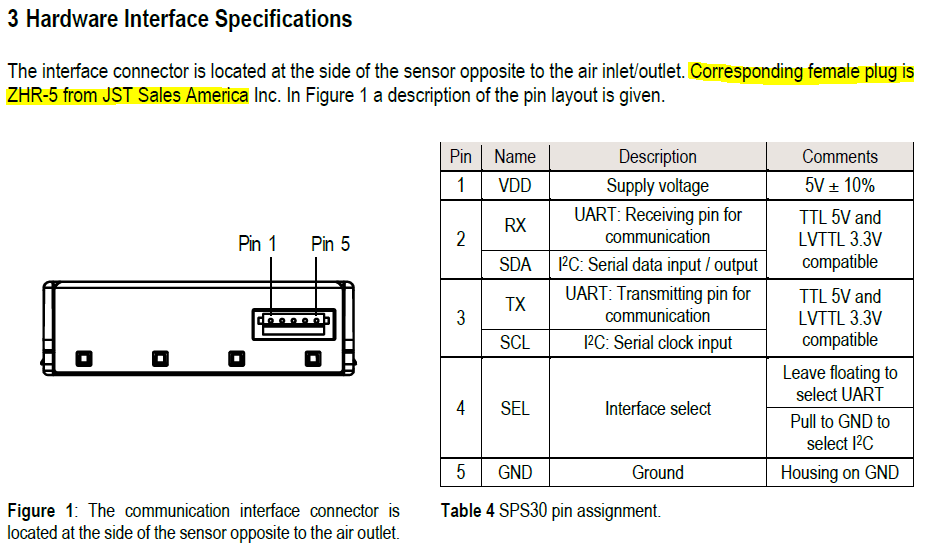 3 Hardware Interface Specifications
The interface connector is located at the side of the sensor opposite to the air inlet/outlet. Corresponding female plug is
ZHR-5 from JST Sales America Inc. In Figure 1 a description of the pin layout is given.
Pin 1 Pin 5
Figure 1: The communication interface connector is
located at the side of the sensor opposite to the air outlet.
Pin Name Description Comments
1 VDD Supply voltage 5V ± 10%
2 RX UART: Receiving pin for
communication
TTL 5V and
LVTTL 3.3V
compatible
SDA I²C: Serial data input / output
3 TX UART: Transmitting pin for
communication
TTL 5V and
LVTTL 3.3V
compatible
SCL I²C: Serial clock input
4 SEL Interface select
Leave floating to
select UART
Pull to GND to
select I²C
5 GND Ground Housing on GND
Table 4 SPS30 pin assignment.